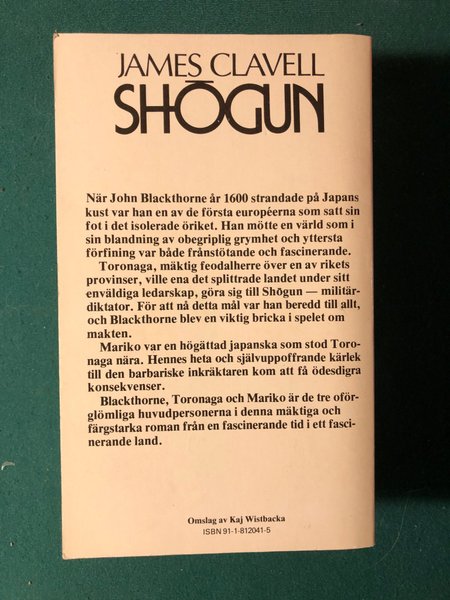 JAMES CLAVELL
SHŌGUN
När John Blackthorne år 1600 strandade på Japans
kust var han en av de första européerna som satt sin
fot i det isolerade öriket. Han mötte en värld som i
sin blandning av obegriplig grymhet och yttersta
förfining var både frånstötande och fascinerande.
Toronaga, mäktig feodalherre över en av rikets
provinser, ville ena det splittrade landet under sitt
enväldiga ledarskap, göra sig till Shōgun — militär-
diktator. För att nå detta mål var han beredd till allt,
och Blackthorne blev en viktig bricka i spelet om
makten.
Mariko var en högättad japanska som stod Toro-
naga nära. Hennes heta och självuppoffrande kärlek
till den barbariske inkräktaren kom att få ödesdigra
konsekvenser.
Blackthorne, Toronaga och Mariko är de tre oför-
glömliga huvudpersonerna i denna mäktiga och
färgstarka roman från en fascinerande tid i ett fasci-
nerande land.
Omslag av Kaj Wistbacka
ISBN 91-1-812041-5